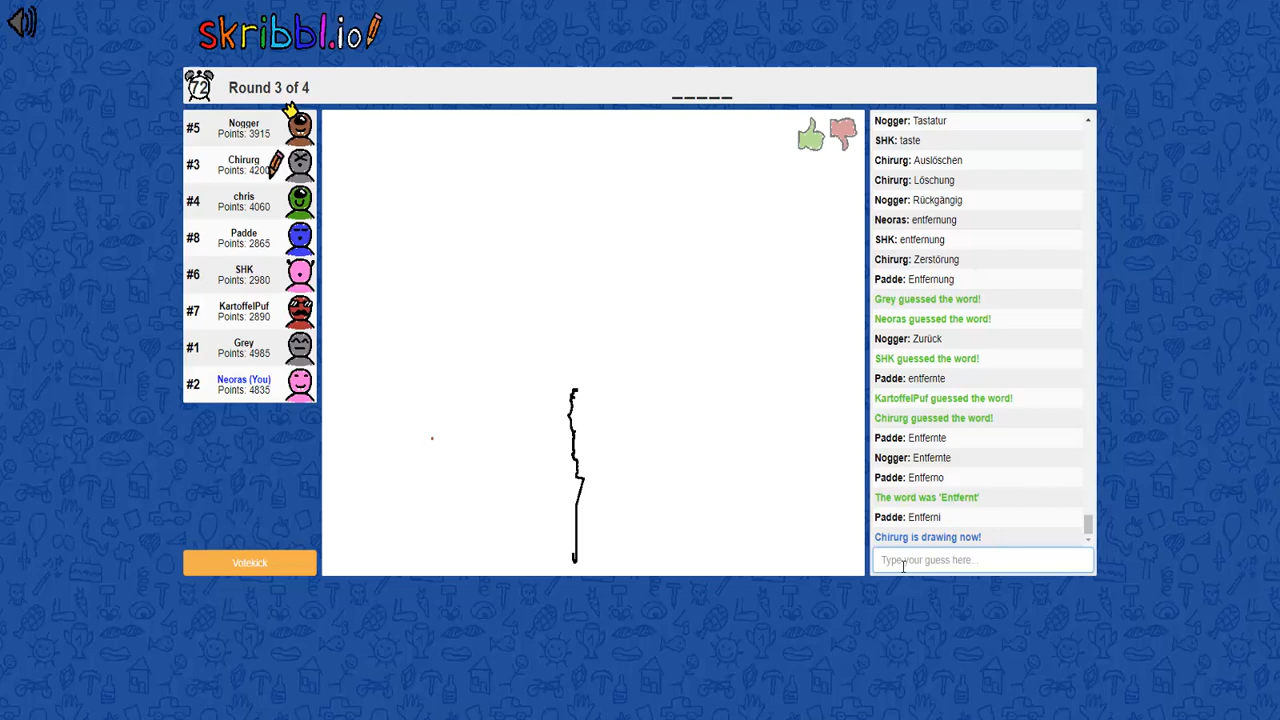 skribbl.io
72
Round 3 of 4
_____
#5 Nogger
Points: 3915
#3 Chirurg
Points: 4200
#4 chris
Points: 4060
#8 Padde
Points: 2865
#6 SHK
Points: 2980
#7 KartoffelPuf
Points: 2890
#1 Grey
Points: 4985
#2 Neoras (You)
Points: 4835
Votekick
Nogger: Tastatur
SHK: taste
Chirurg: Auslöschen
Chirurg: Löschung
Nogger: Rückgängig
Neoras: entfernung
SHK: entfernung
Chirurg: Zerstörung
Padde: Entfernung
Grey guessed the word!
Neoras guessed the word!
Nogger: Zurück
SHK guessed the word!
Padde: entfernte
KartoffelPuf guessed the word!
Chirurg guessed the word!
Padde: Entfernte
Nogger: Entfernte
Padde: Entferno
The word was 'Entfernt'
Padde: Entferni
Chirurg is drawing now!
Type your guess here...